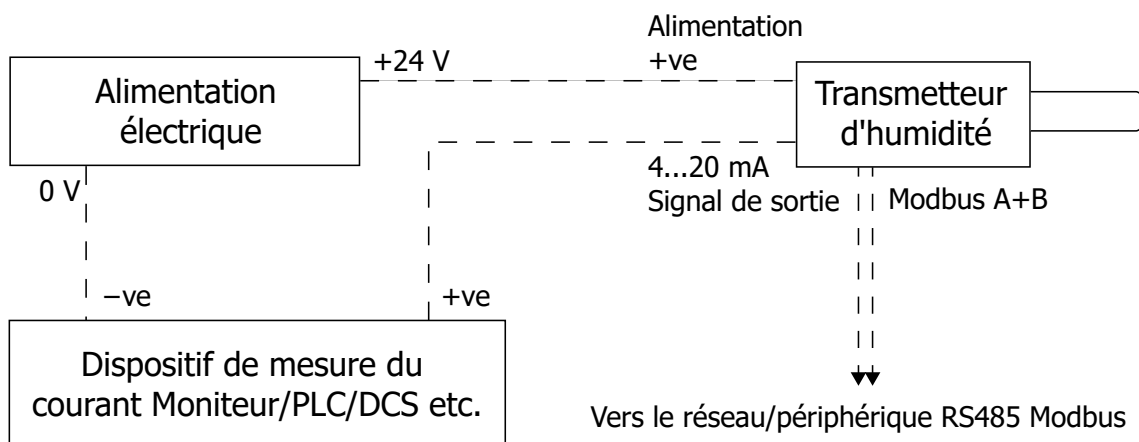 Alimentation
+ve
+24 V
Alimentation
électrique
Transmetteur
d'humidité
0 V
4...20 mA
Signal de sortie
Modbus A+B
−ve
+ve
Dispositif de mesure du
courant Moniteur/PLC/DCS etc.
Vers le réseau/périphérique RS485 Modbus